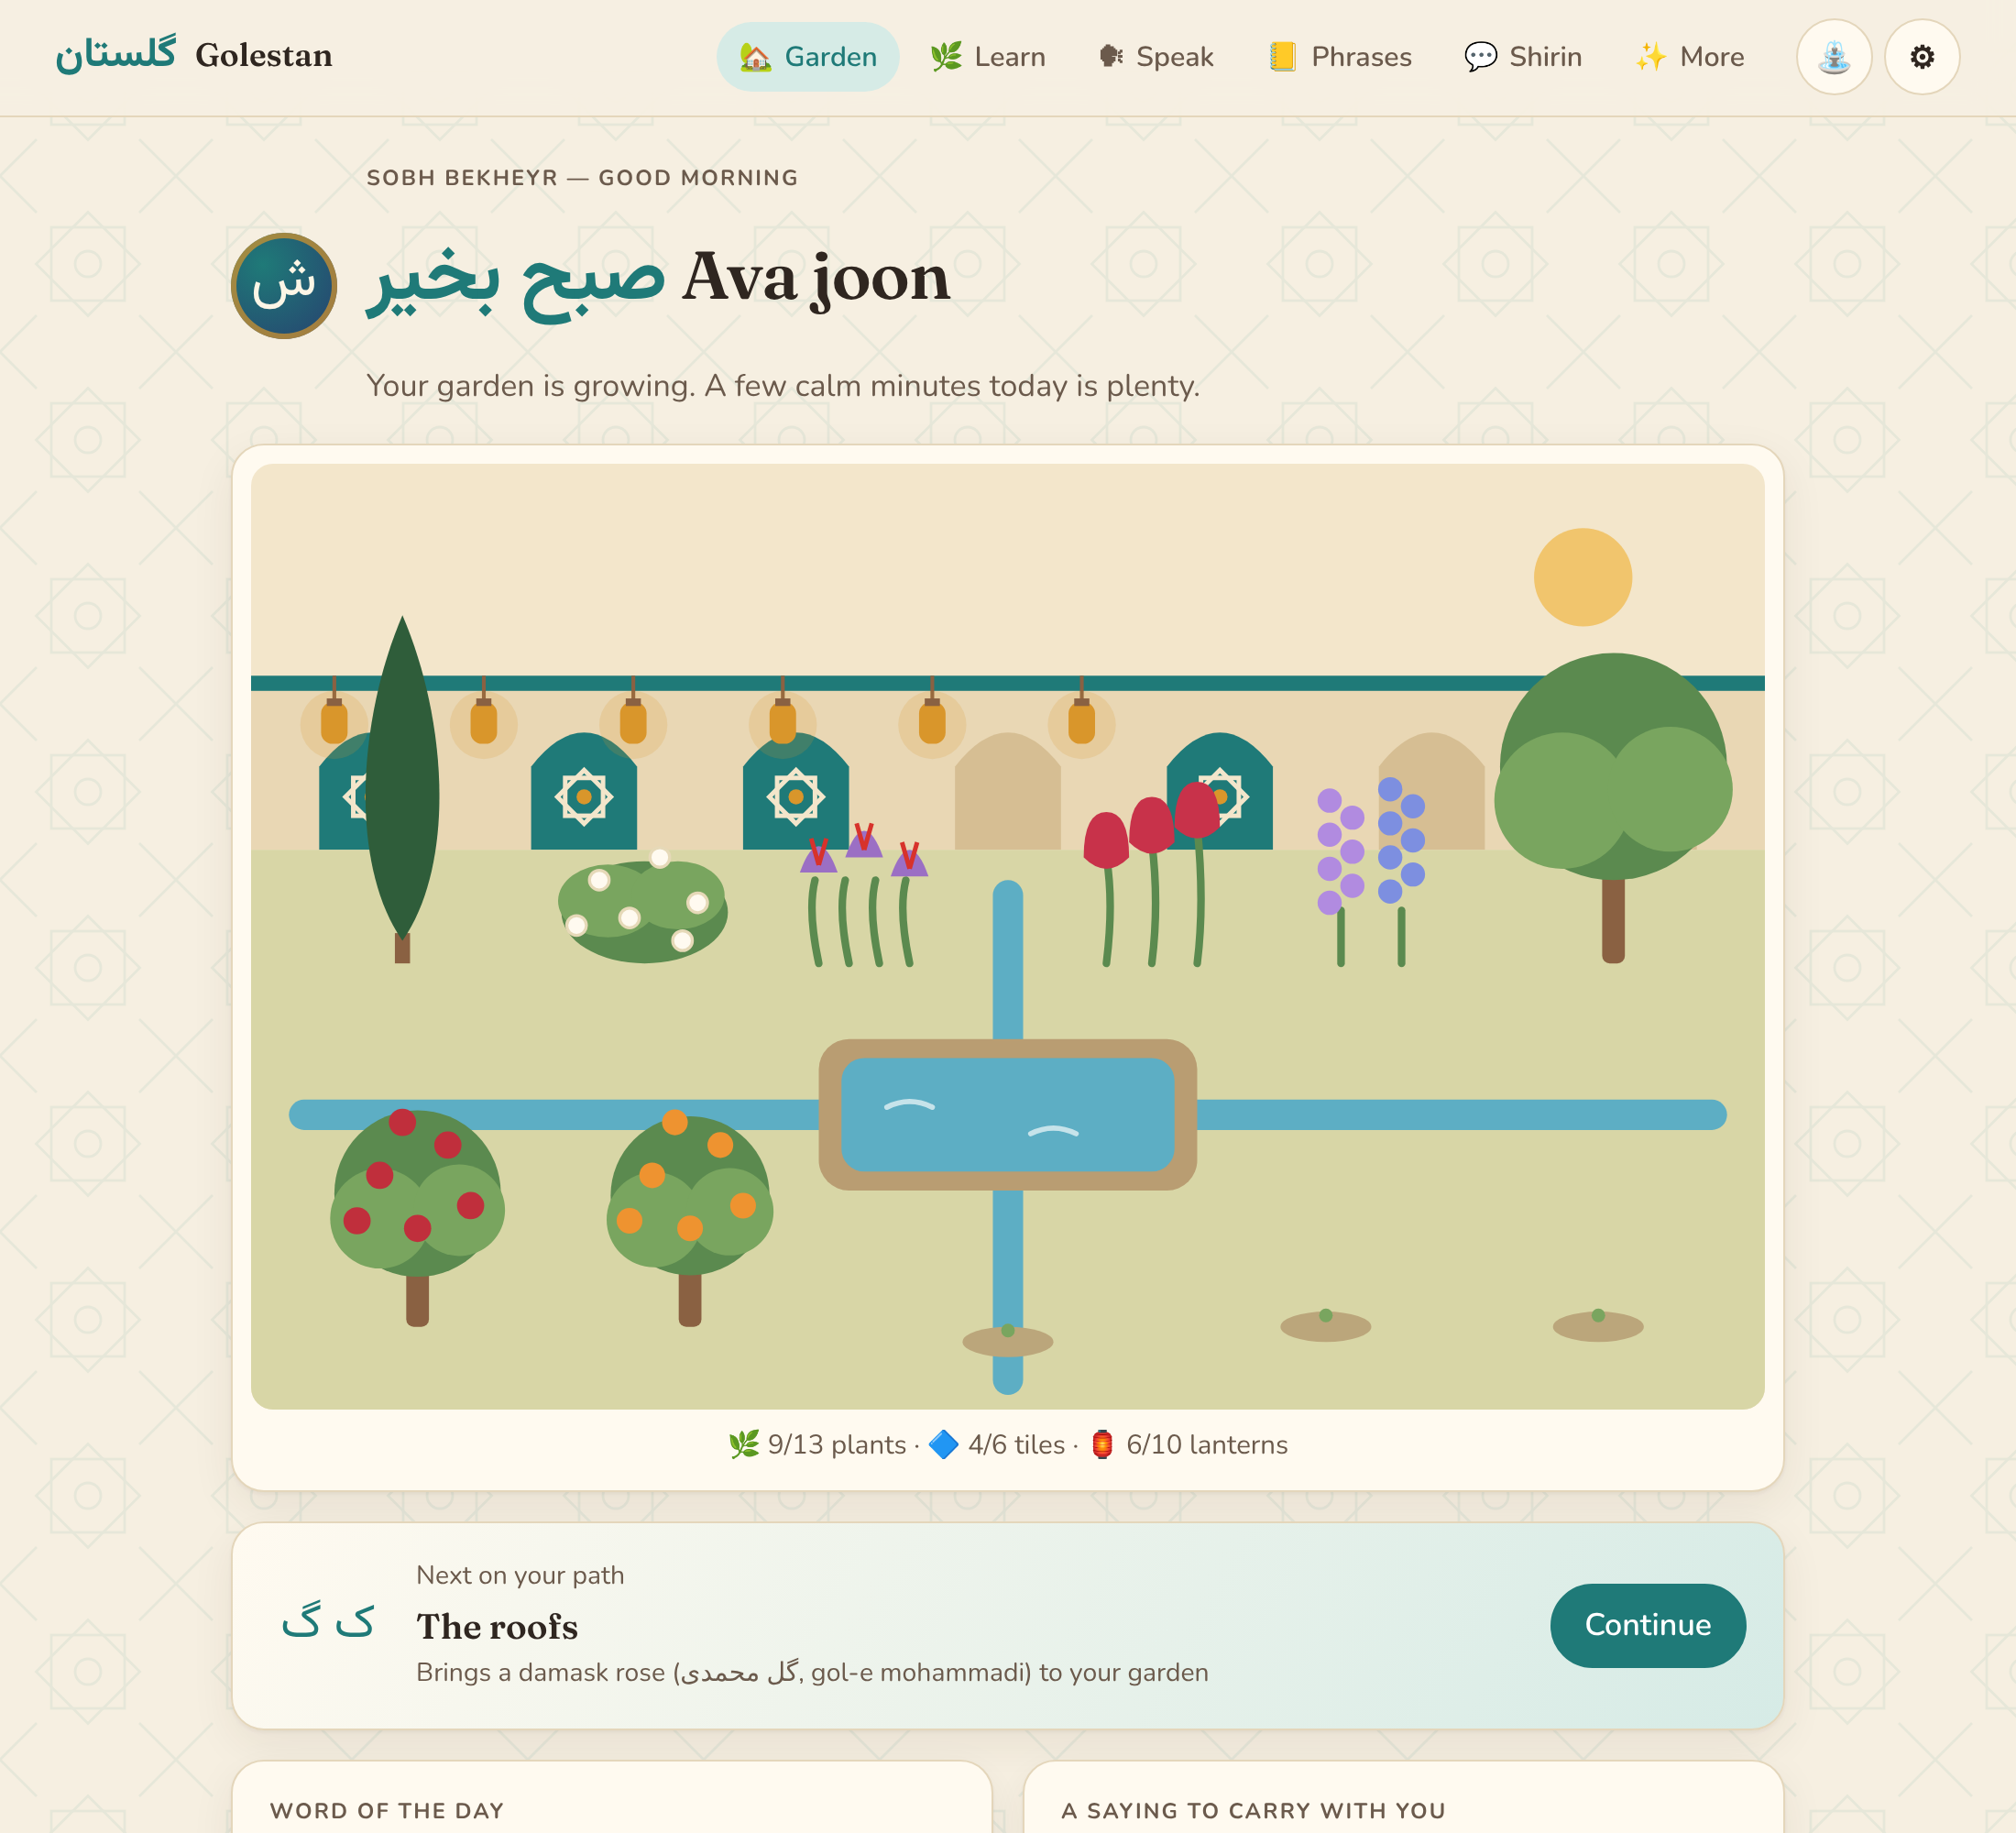 گلستان Golestan
Garden
Learn
Speak
Phrases
Shirin
More
SOBH BEKHEYR — GOOD MORNING
ش
صبح بخیر Ava joon
Your garden is growing. A few calm minutes today is plenty.
9/13 plants · 4/6 tiles · 6/10 lanterns
ک گ
Next on your path
The roofs
Brings a damask rose (گل محمدی, gol-e mohammadi) to your garden
Continue
WORD OF THE DAY
A SAYING TO CARRY WITH YOU